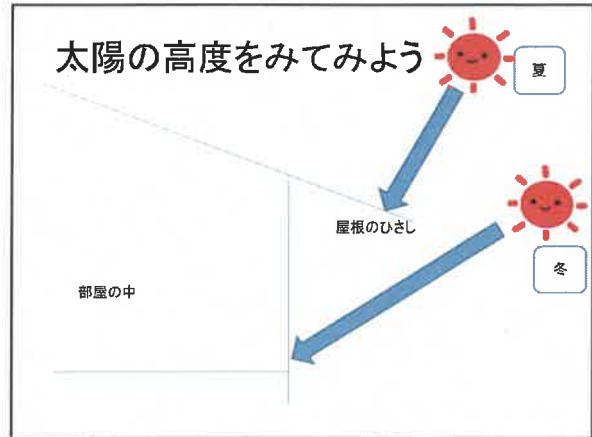 太陽の高度をみてみよう
夏
屋根のひさし
冬
部屋の中